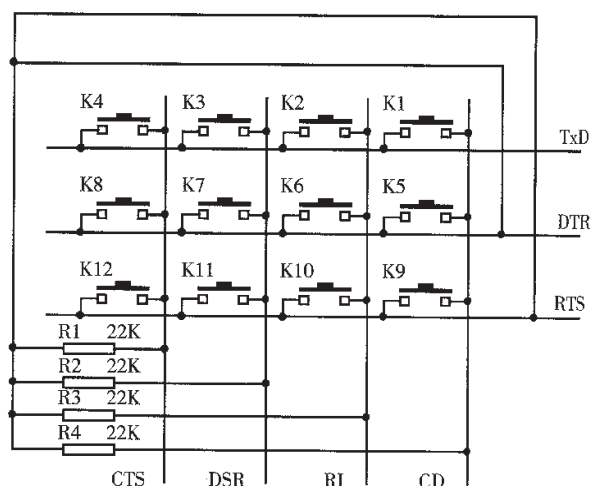 K4 K3 K2 K1
TxD
K8 K7 K6 K5
DTR
K12 K11 K10 K9
RTS
R1 22K
R2 22K
R3 22K
R4 22K
CTS DSR RI CD